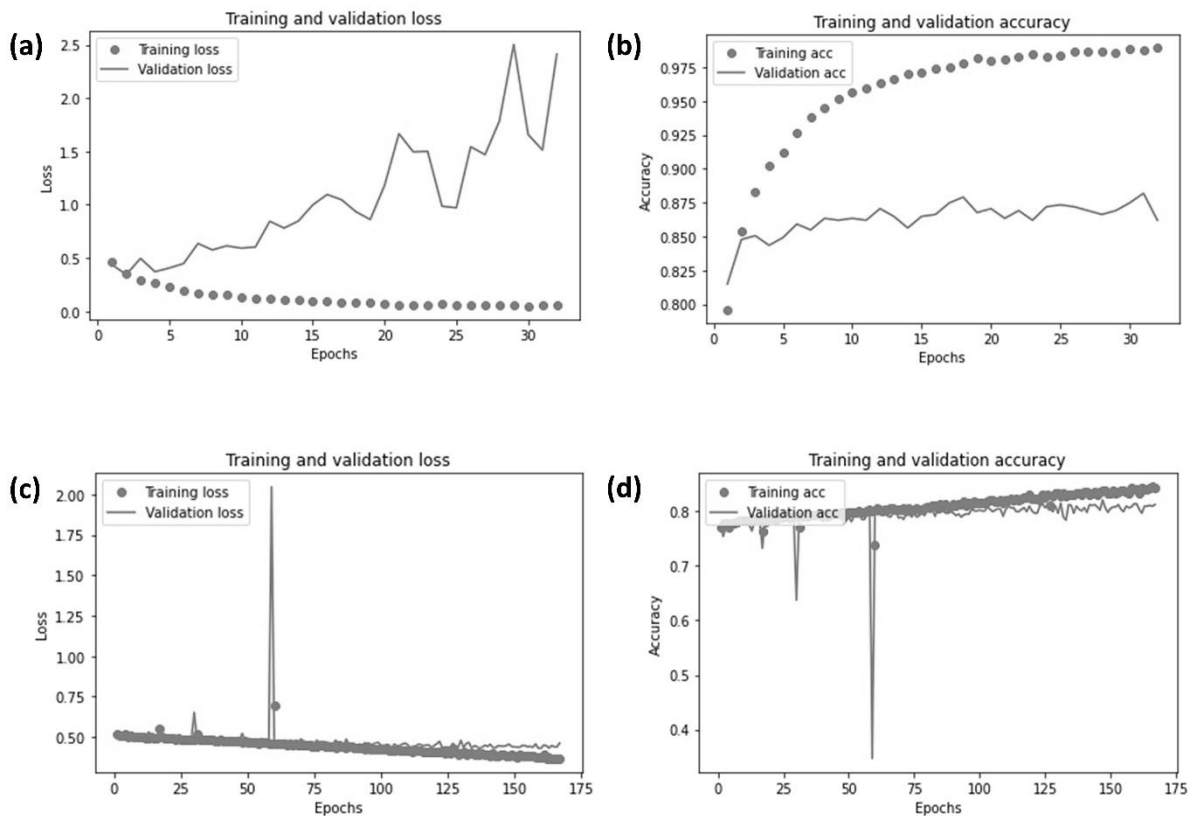 (a)
Training and validation loss
Training loss
Validation loss
2.5
2.0
1.5
1.0
0.5
0.0
Loss
0 5 10 15 20 25 30
Epochs
(b)
Training and validation accuracy
Training acc
Validation acc
0.975
0.950
0.925
0.900
0.875
0.850
0.825
0.800
Accuracy
0 5 10 15 20 25 30
Epochs
(c)
Training and validation loss
Training loss
Validation loss
2.00
1.75
1.50
1.25
1.00
0.75
0.50
Loss
0 25 50 75 100 125 150 175
Epochs
(d)
Training and validation accuracy
Training acc
Validation acc
0.8
0.7
0.6
0.5
0.4
Accuracy
0 25 50 75 100 125 150 175
Epochs